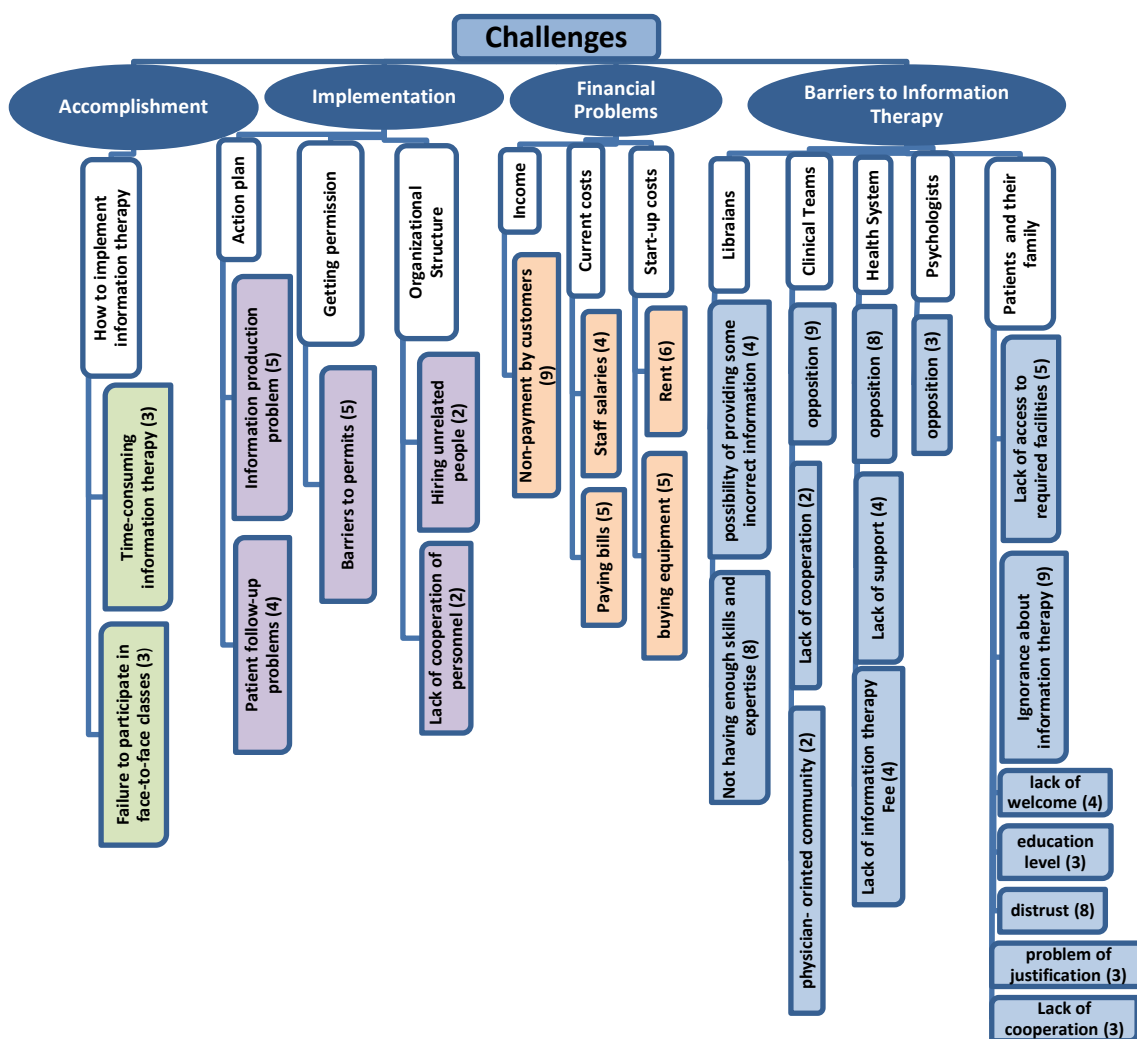 Challenges
Accomplishment
Implementation
Financial
Problems
Barriers to Information
Therapy
How to implement
information therapy
Time-consuming
information therapy (3)
Failure to participate in
face-to-face classes (3)
Action plan
Information production
problem (5)
Patient follow-up
problems (4)
Getting permission
Barriers to permits (5)
Organizational
Structure
Hiring unrelated
people (2)
Lack of cooperation of
personnel (2)
Income
Non-payment by customers
(9)
Current costs
Staff salaries (4)
Paying bills (5)
Start-up costs
Rent (6)
buying equipment (5)
Libraians
possibility of providing some
incorrect information (4)
Not having enough skills and
expertise (8)
Clinical Teams
opposition (9)
Lack of cooperation (2)
physician- orinted community (2)
Health System
opposition (8)
Lack of support (4)
Lack of information therapy
Fee (4)
Psychologists
opposition (3)
Patients and their
family
Lack of access to
required facilities (5)
Ignorance about
information therapy (9)
lack of
welcome (4)
education
level (3)
distrust (8)
problem of
justification (3)
Lack of
cooperation (3)